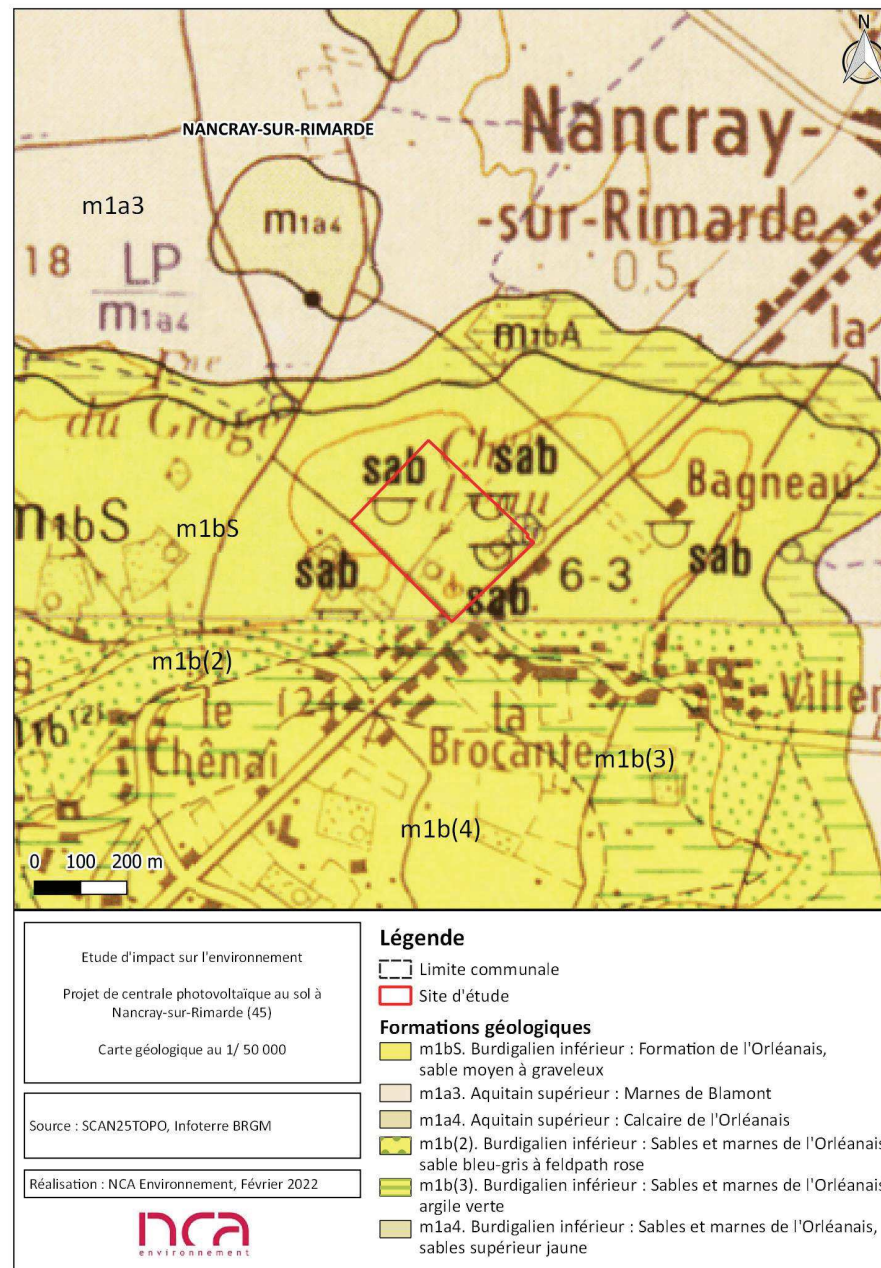 N
NANCRAY-SUR-RIMARDE
Nancray-
-sur-Rimarde
m1a3
m1a4
18
LP
m1a4
0,5
la
m1bA
du
sab
sab
Bagneau
m1bS
m1bS
sab
sab
6-3
sab
m1b(2)
le
la
Chênai
Brocante
m1b(3)
m1b(4)
0 100 200 m
Etude d'impact sur l'environnement
Projet de centrale photovoltaïque au sol à
Nancray-sur-Rimarde (45)
Carte géologique au 1/ 50 000
Source : SCAN25TOPO, Infoterre BRGM
Réalisation : NCA Environnement, Février 2022
nca
environnement
Légende
Limite communale
Site d'étude
Formations géologiques
m1bS. Burdigalien inférieur : Formation de l'Orléanais,
sable moyen à graveleux
m1a3. Aquitain supérieur : Marnes de Blamont
m1a4. Aquitain supérieur : Calcaire de l'Orléanais
m1b(2). Burdigalien inférieur : Sables et marnes de l'Orléanais
sable bleu-gris à feldpath rose
m1b(3). Burdigalien inférieur : Sables et marnes de l'Orléanais
argile verte
m1a4. Burdigalien inférieur : Sables et marnes de l'Orléanais,
sables supérieur jaune